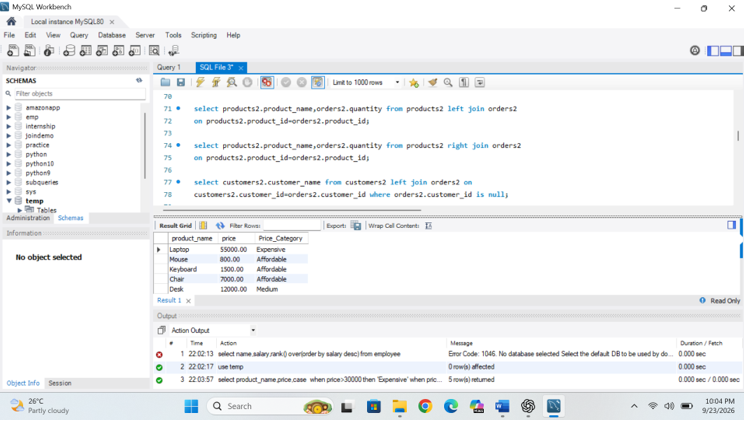 MySQL Workbench
Local instance MySQL80
File Edit View Query Database Server Tools Scripting Help
Navigator
SCHEMAS
Filter objects
amazonapp
emp
internship
joindemo
practice
python
python10
python9
subqueries
sys
temp
Tables
Administration Schemas
Information
No object selected
Object Info Session
Query 1 SQL File 3*
Limit to 1000 rows
70
71 select products2.product_name,orders2.quantity from products2 left join orders2
72 on products2.product_id=orders2.product_id;
73
74 select products2.product_name,orders2.quantity from products2 right join orders2
75 on products2.product_id=orders2.product_id;
76
77 select customers2.customer_name from customers2 left join orders2 on
78 customers2.customer_id=orders2.customer_id where orders2.customer_id is null;
Result Grid Filter Rows: Export: Wrap Cell Content:
product_name price Price_Category
Laptop 55000.00 Expensive
Mouse 800.00 Affordable
Keyboard 1500.00 Affordable
Chair 7000.00 Affordable
Desk 12000.00 Medium
Result 1 Read Only
Output
Action Output
# Time Action Message Duration / Fetch
1 22:02:13 select name,salary,rank() over(order by salary desc) from employee Error Code: 1046. No database selected Select the default DB to be used by do... 0.000 sec
2 22:02:17 use temp 0 row(s) affected 0.000 sec
3 22:03:57 select product_name,price,case when price>30000 then 'Expensive' when pric... 5 row(s) returned 0.000 sec / 0.000 sec
26°C
Partly cloudy
Search
10:04 PM
9/23/2026